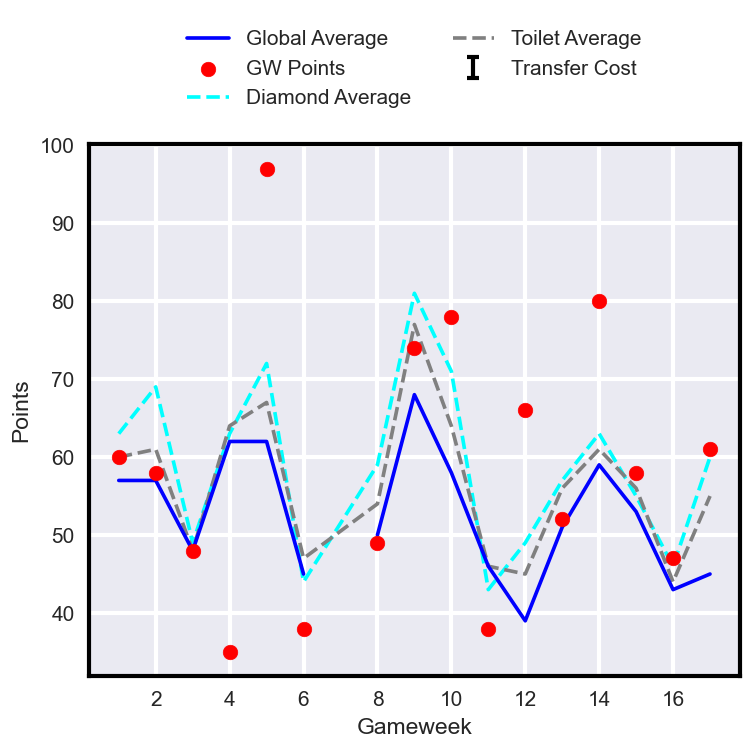 Global Average
GW Points
Diamond Average
Toilet Average
Transfer Cost
100
90
80
70
60
50
40
Points
2 4 6 8 10 12 14 16
Gameweek